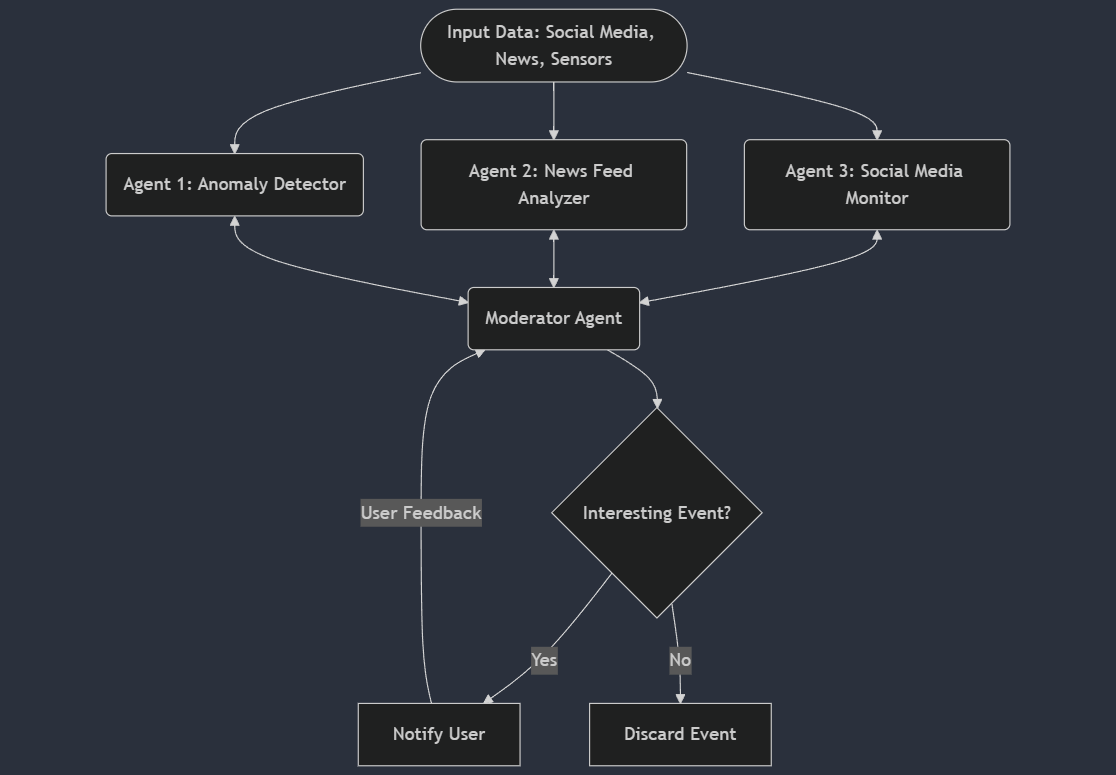 Input Data: Social Media,
News, Sensors
Agent 1: Anomaly Detector
Agent 2: News Feed
Analyzer
Agent 3: Social Media
Monitor
Moderator Agent
User Feedback
Interesting Event?
Yes
No
Notify User
Discard Event